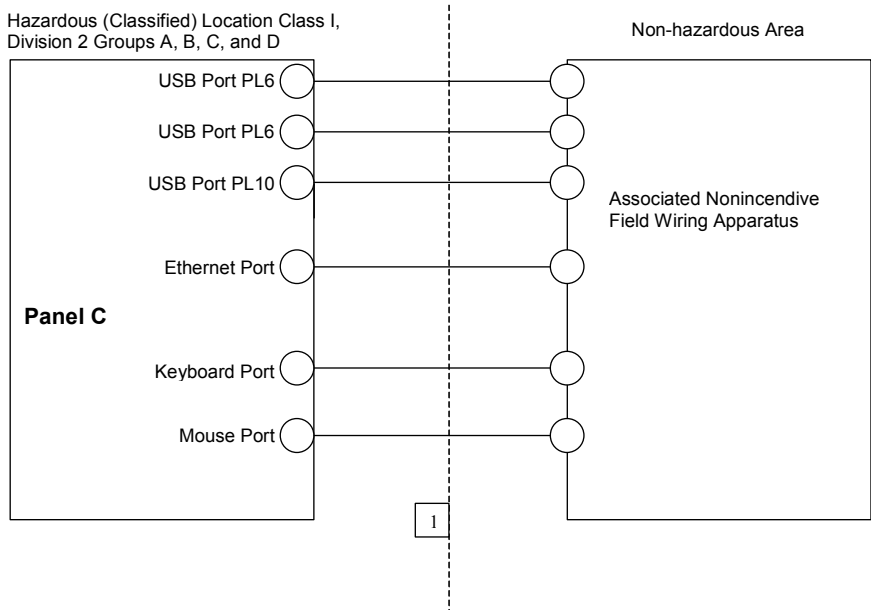 Hazardous (Classified) Location Class I,
Division 2 Groups A, B, C, and D
Non-hazardous Area
USB Port PL6
USB Port PL6
USB Port PL10
Associated Nonincendive
Field Wiring Apparatus
Ethernet Port
Panel C
Keyboard Port
Mouse Port
1